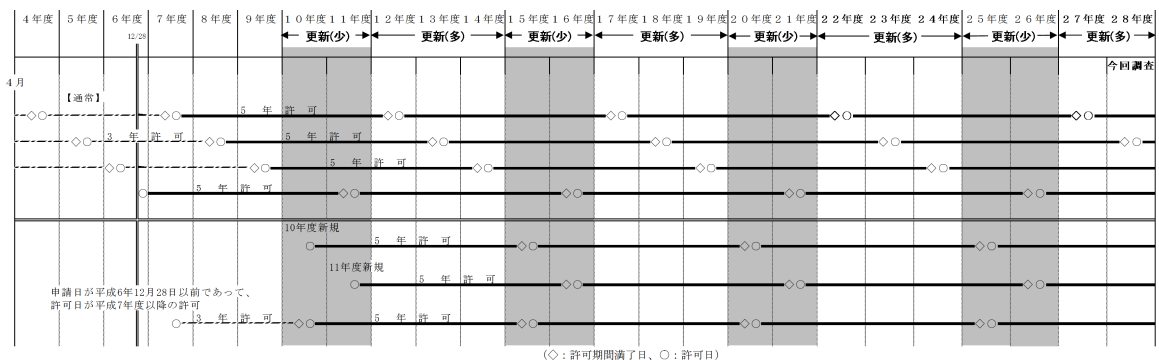 ４年度 ５年度 ６年度 ７年度 ８年度 ９年度 １０年度 １１年度 １２年度 １３年度 １４年度 １５年度 １６年度 １７年度 １８年度 １９年度 ２０年度 ２１年度 ２２年度 ２３年度 ２４年度 ２５年度 ２６年度 ２７年度 ２８年度
12/28 更新(少) 更新(多) 更新(少) 更新(多) 更新(少) 更新(多) 更新(少) 更新(多)
今回調査
４月
【通常】
５年許可
３年許可 ５年許可
５年許可
５年許可
10年度新規
５年許可
11年度新規
５年許可
申請日が平成6年12月28日以前であって、
許可日が平成7年度以降の許可
３年許可 ５年許可
（◇：許可期間満了日、○：許可日）